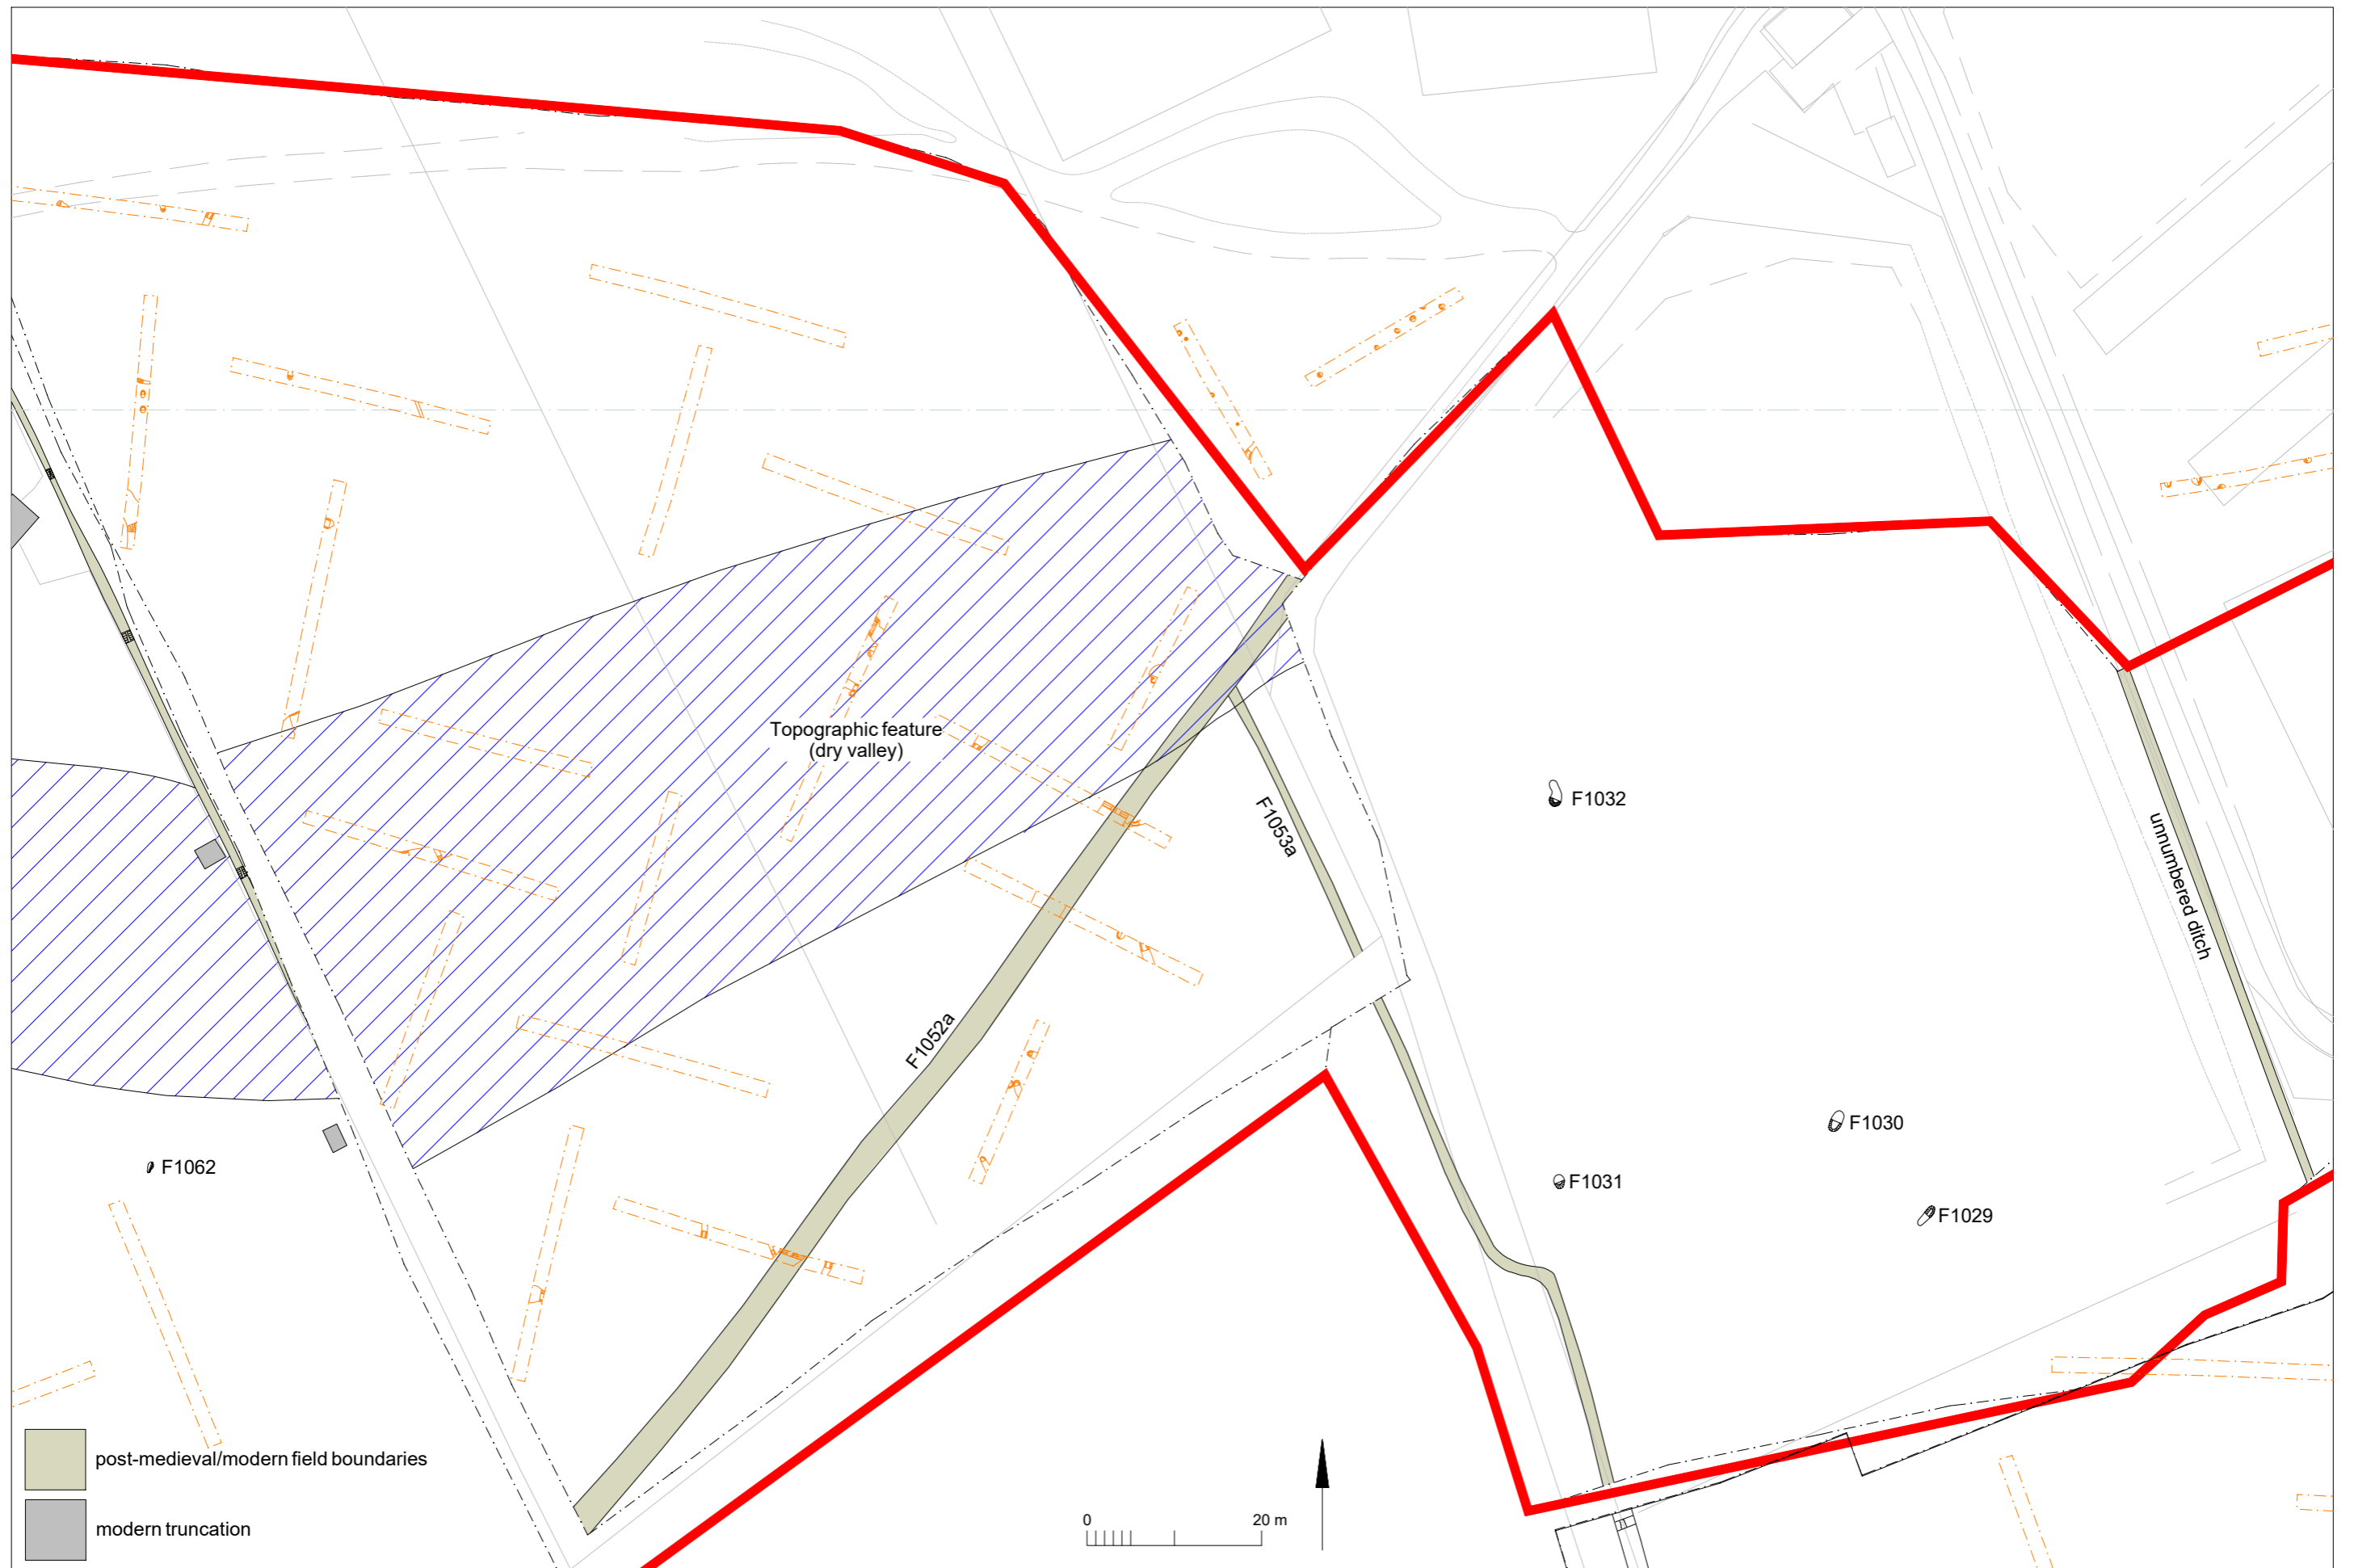 Topographic feature
(dry valley)
F1032
F1053a
unnumbered ditch
F1052a
F1030
F1062
F1031
F1029
post-medieval/modern field boundaries
modern truncation
0 20 m